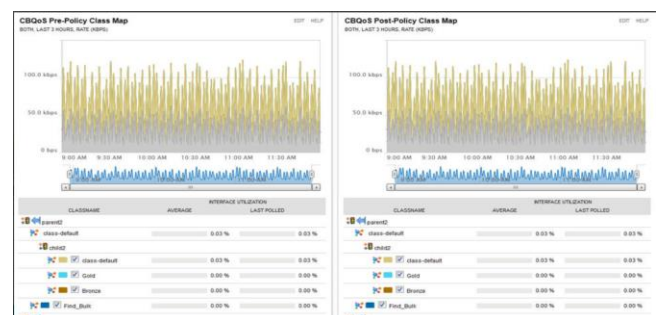 CBQoS Pre-Policy Class Map
EDIT HELP
BOTH, LAST 3 HOURS, RATE (KBPS)
100.0 kbps
50.0 kbps
0 bps
9:00 AM 9:30 AM 10:00 AM 10:30 AM 11:00 AM 11:30 AM
INTERFACE UTILIZATION
CLASSNAME AVERAGE LAST POLLED
parent2
class-default 0.03 % 0.03 %
child2
class-default 0.03 % 0.03 %
Gold 0.00 % 0.00 %
Bronze 0.00 % 0.00 %
Find_Bulk 0.00 % 0.00 %
CBQoS Post-Policy Class Map
EDIT HELP
BOTH, LAST 3 HOURS, RATE (KBPS)
100.0 kbps
50.0 kbps
0 bps
9:00 AM 9:30 AM 10:00 AM 10:30 AM 11:00 AM 11:30 AM
INTERFACE UTILIZATION
CLASSNAME AVERAGE LAST POLLED
parent2
class-default 0.03 % 0.03 %
child2
class-default 0.03 % 0.03 %
Gold 0.00 % 0.00 %
Bronze 0.00 % 0.00 %
Find_Bulk 0.00 % 0.00 %